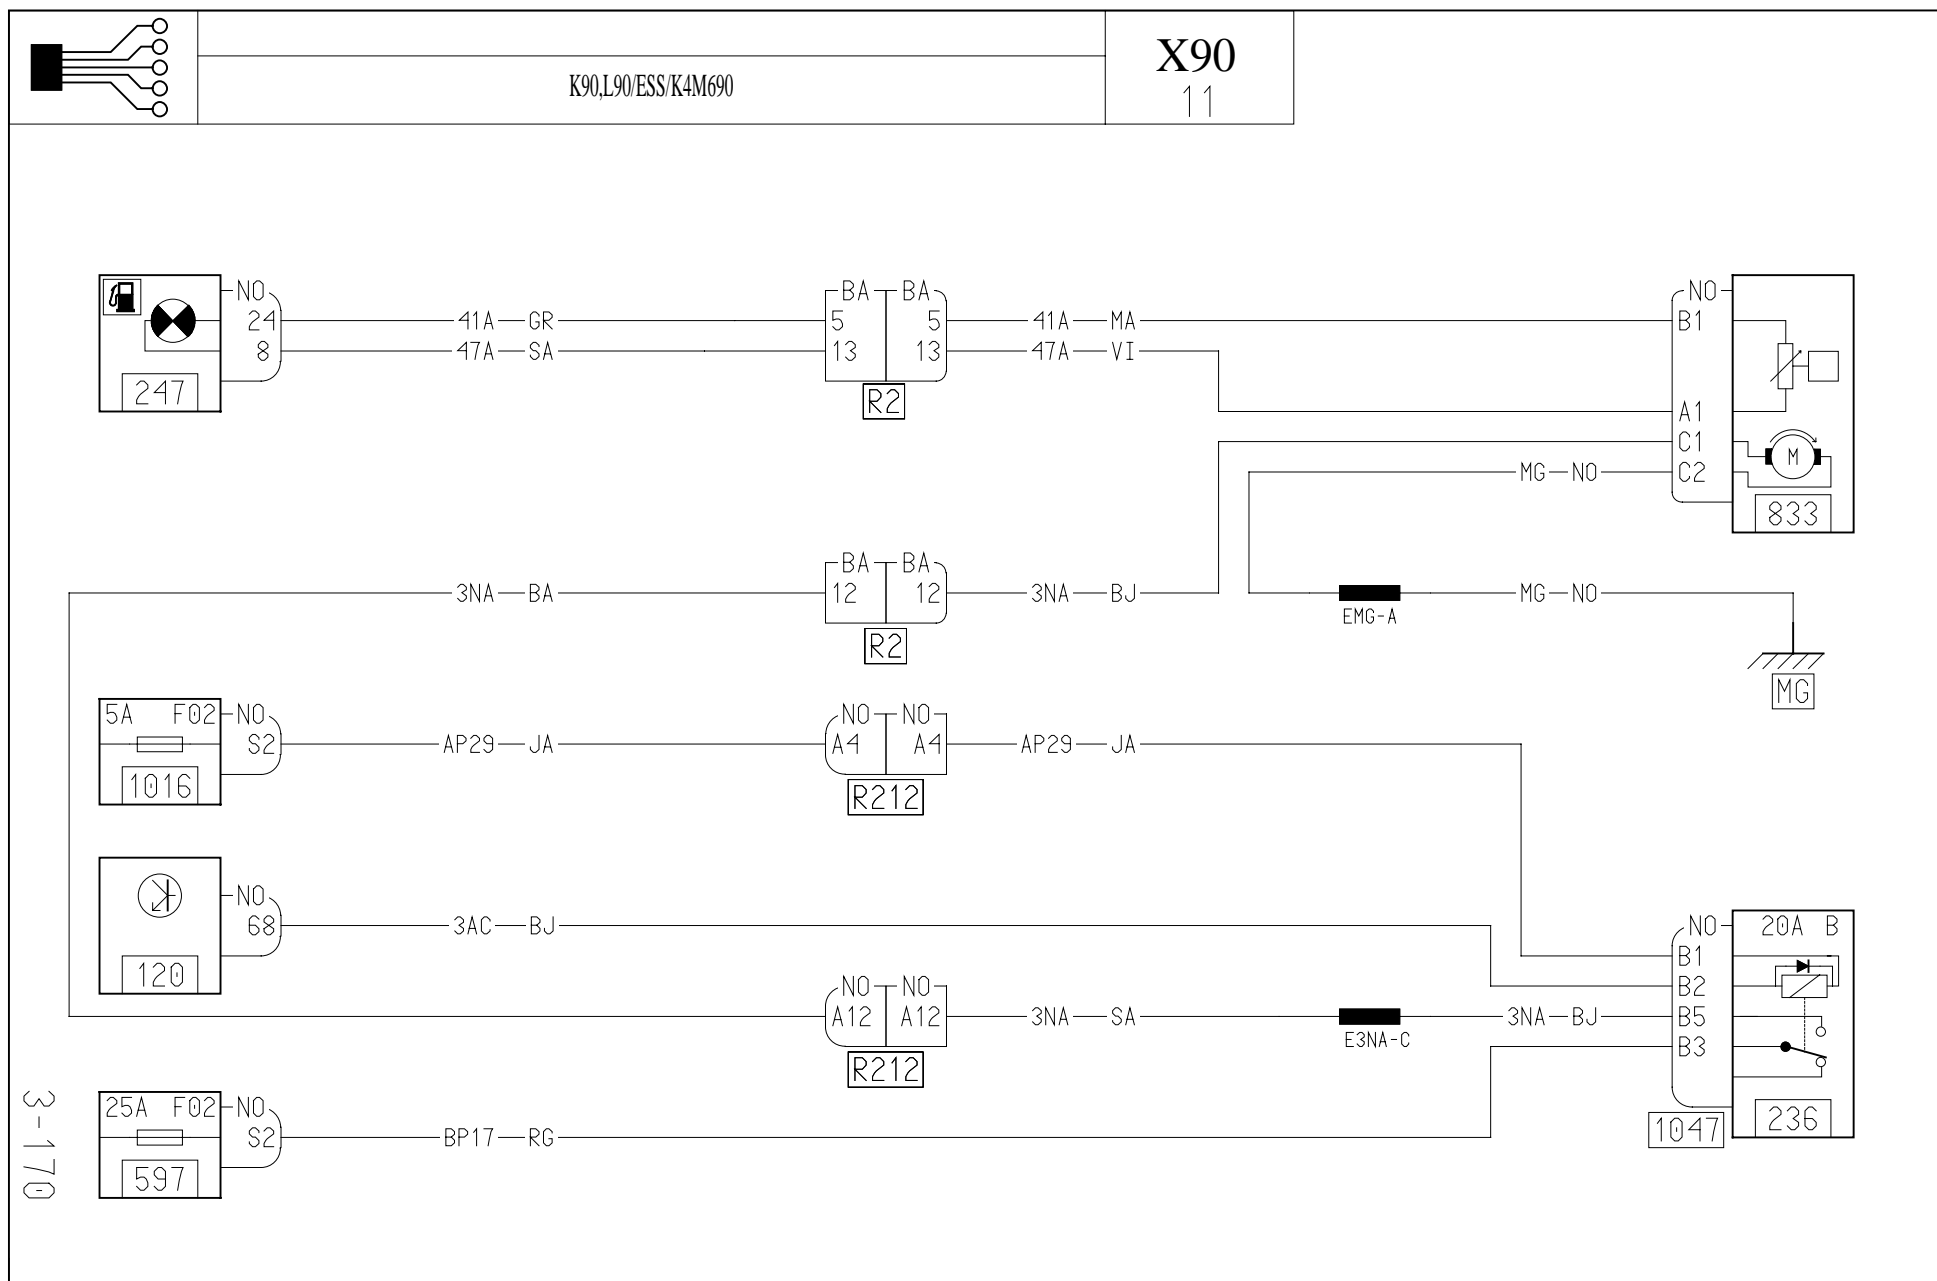 K90,L90/ESS/K4M690
X90
11
NO
24
8
247
41A GR
47A SA
BA BA
5 5
13 13
R2
41A MA
47A VI
NO
B1
A1
C1
C2
M
833
MG NO
3NA BA
BA BA
12 12
R2
3NA BJ
EMG-A
MG NO
MG
5A F02
NO
S2
1016
AP29 JA
NO NO
A4 A4
R212
AP29 JA
NO
68
120
3AC BJ
NO NO
A12 A12
R212
3NA SA
E3NA-C
3NA BJ
NO
B1
B2
B5
B3
1047
20A B
236
25A F02
NO
S2
597
BP17 RG
3-170